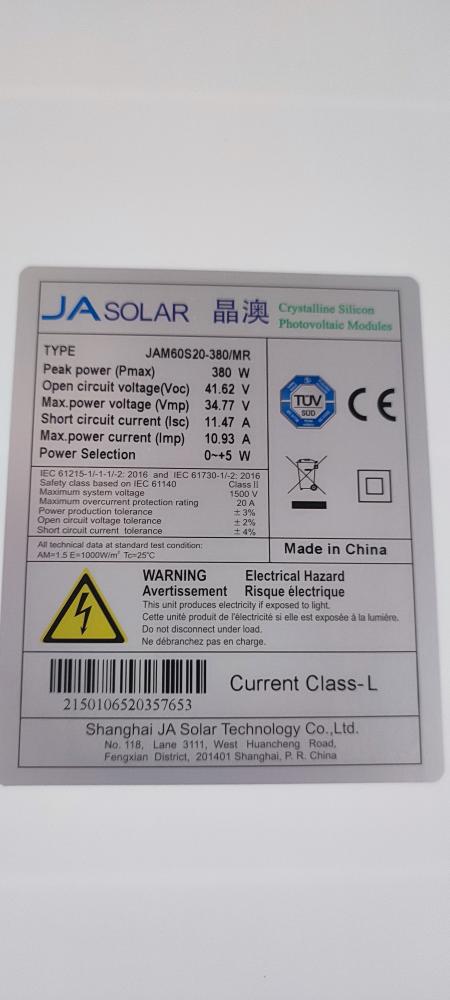 JA SOLAR 晶澳 Crystalline Silicon
Photovoltaic Modules
TYPE JAM60S20-380/MR
Peak power (Pmax) 380 W
Open circuit voltage(Voc) 41.62 V
Max.power voltage (Vmp) 34.77 V
Short circuit current (Isc) 11.47 A
Max.power current (Imp) 10.93 A
Power Selection 0~+5 W
TÜV
SÜD
CE
IEC 61215-1/-1-1/-2: 2016 and IEC 61730-1/-2: 2016
Safety class based on IEC 61140 Class II
Maximum system voltage 1500 V
Maximum overcurrent protection rating 20 A
Power production tolerance ± 3%
Open circuit voltage tolerance ± 2%
Short circuit current tolerance ± 4%
All technical data at standard test condition:
AM=1.5 E=1000W/m² Tc=25°C
Made in China
WARNING Electrical Hazard
Avertissement Risque électrique
This unit produces electricity if exposed to light.
Cette unité produit de l'électricité si elle est exposée à la lumière.
Do not disconnect under load.
Ne débranchez pas en charge.
2150106520357653
Current Class-L
Shanghai JA Solar Technology Co.,Ltd.
No. 118, Lane 3111, West Huancheng Road,
Fengxian District, 201401 Shanghai, P. R. China